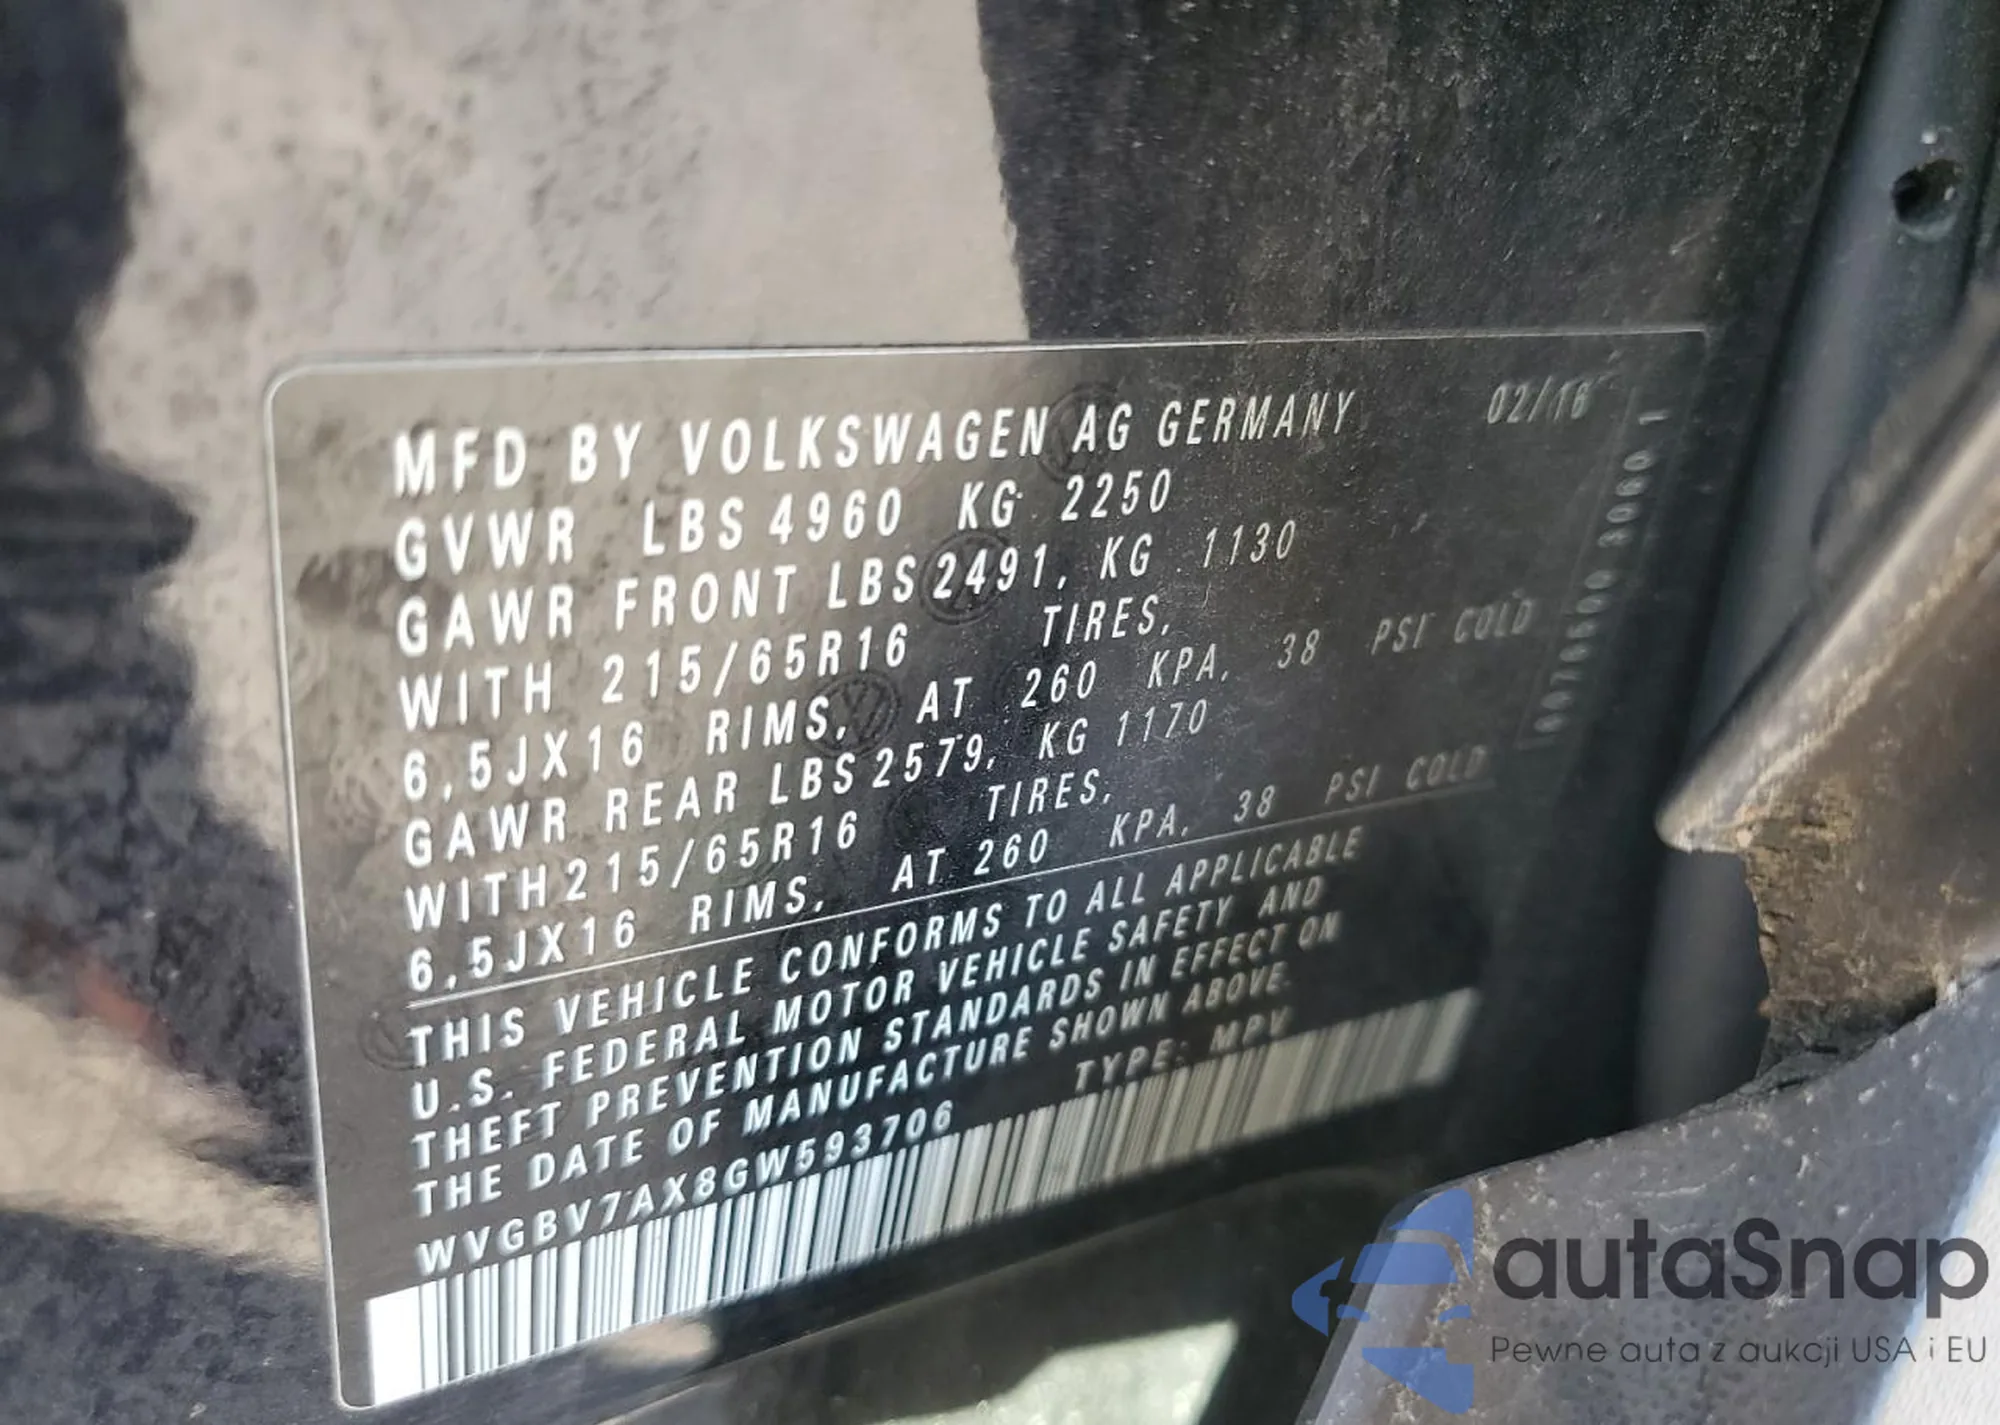 MFD BY VOLKSWAGEN AG GERMANY 02/16
GVWR LBS 4960 KG 2250
GAWR FRONT LBS 2491, KG 1130
WITH 215/65R16 TIRES,
6,5JX16 RIMS, AT 260 KPA, 38 PSI COLD
GAWR REAR LBS 2579, KG 1170
WITH 215/65R16 TIRES,
6,5JX16 RIMS, AT 260 KPA, 38 PSI COLD
THIS VEHICLE CONFORMS TO ALL APPLICABLE
U.S. FEDERAL MOTOR VEHICLE SAFETY AND
THEFT PREVENTION STANDARDS IN EFFECT ON
THE DATE OF MANUFACTURE SHOWN ABOVE.
WVGBV7AX8GW593706 TYPE: MPV
autaSnap
Pewne auta z aukcji USA i EU